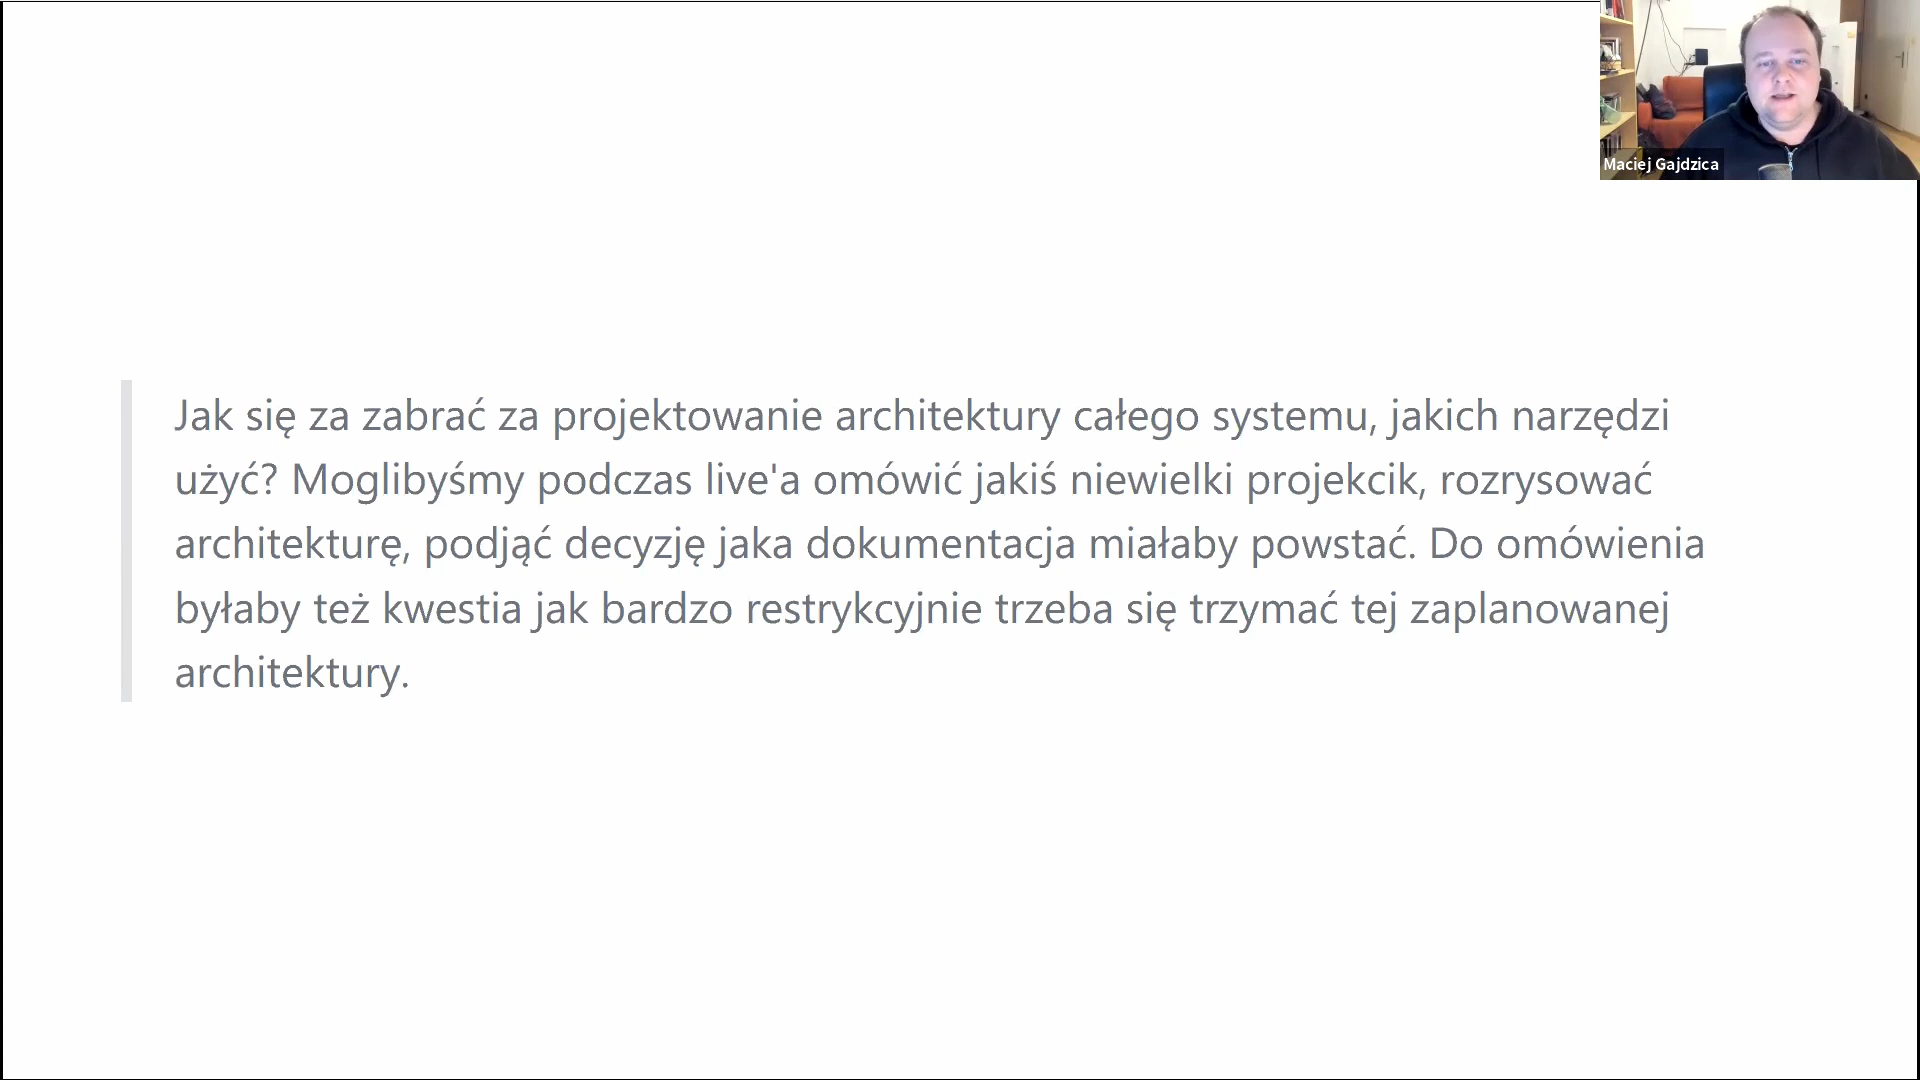 Maciej Gajdzica
Jak się za zabrać za projektowanie architektury całego systemu, jakich narzędzi
użyć? Moglibyśmy podczas live'a omówić jakiś niewielki projekcik, rozrysować
architekturę, podjąć decyzję jaka dokumentacja miałaby powstać. Do omówienia
byłaby też kwestia jak bardzo restrykcyjnie trzeba się trzymać tej zaplanowanej
architektury.